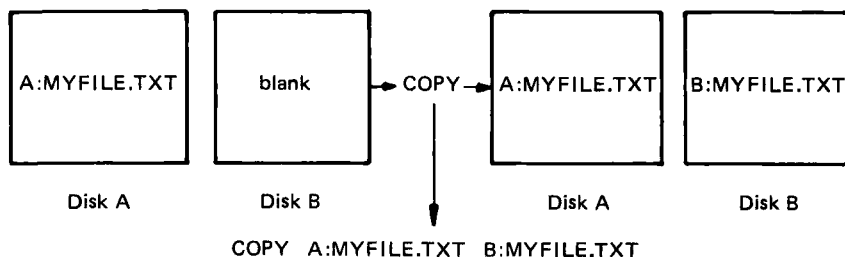 A:MYFILE.TXT blank COPY A:MYFILE.TXT B:MYFILE.TXT
Disk A Disk B Disk A Disk B
COPY A:MYFILE.TXT B:MYFILE.TXT